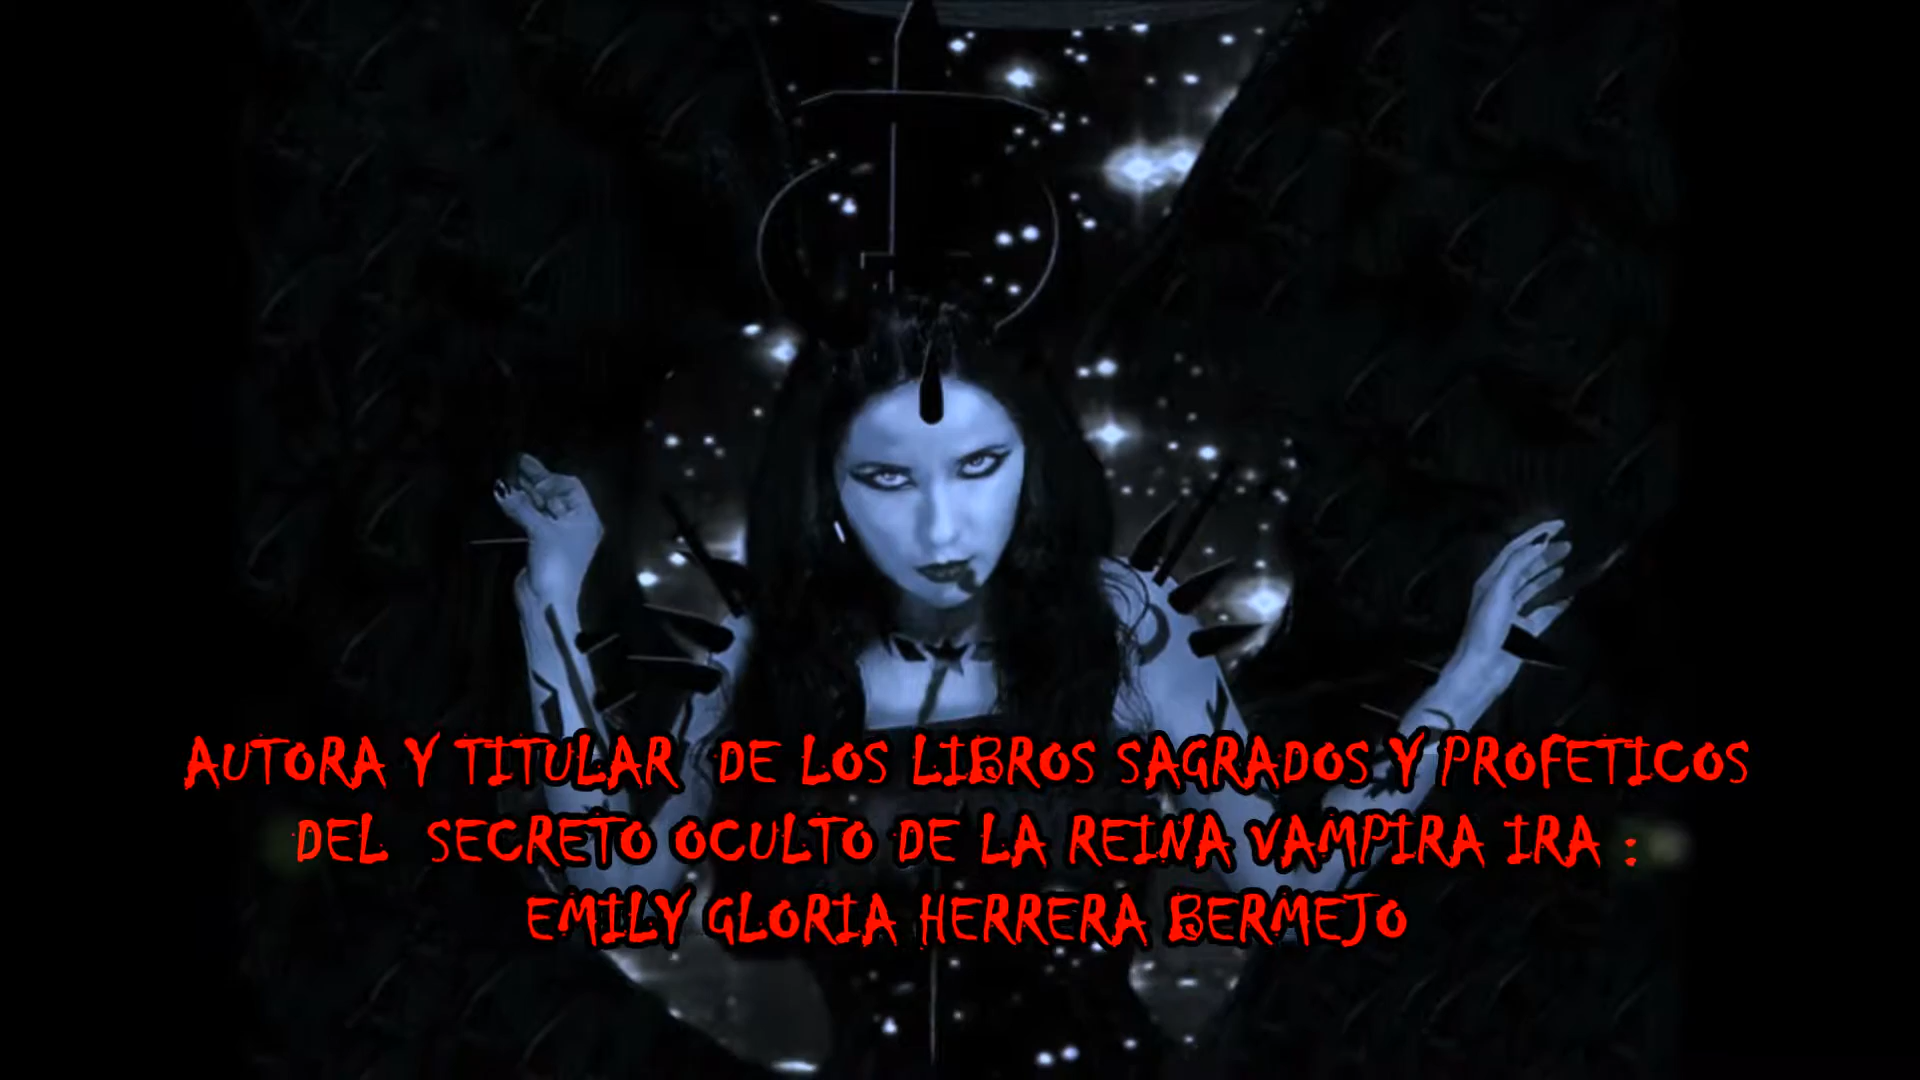 AUTORA Y TITULAR DE LOS LIBROS SAGRADOS Y PROFETICOS
DEL SECRETO OCULTO DE LA REINA VAMPIRA IRA :
EMILY GLORIA HERRERA BERMEJO